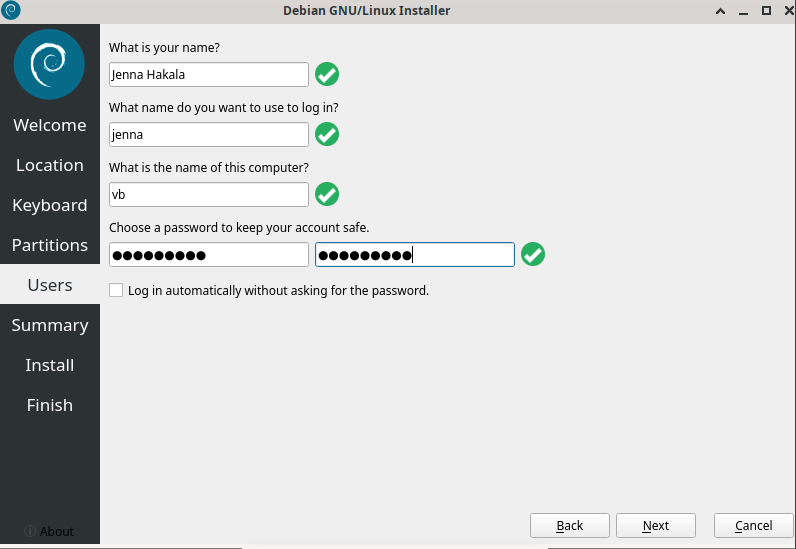 Debian GNU/Linux Installer
What is your name?
Jenna Hakala
What name do you want to use to log in?
jenna
What is the name of this computer?
vb
Choose a password to keep your account safe.
●●●●●●●●● ●●●●●●●●●
Log in automatically without asking for the password.
Welcome
Location
Keyboard
Partitions
Users
Summary
Install
Finish
About
Back Next Cancel